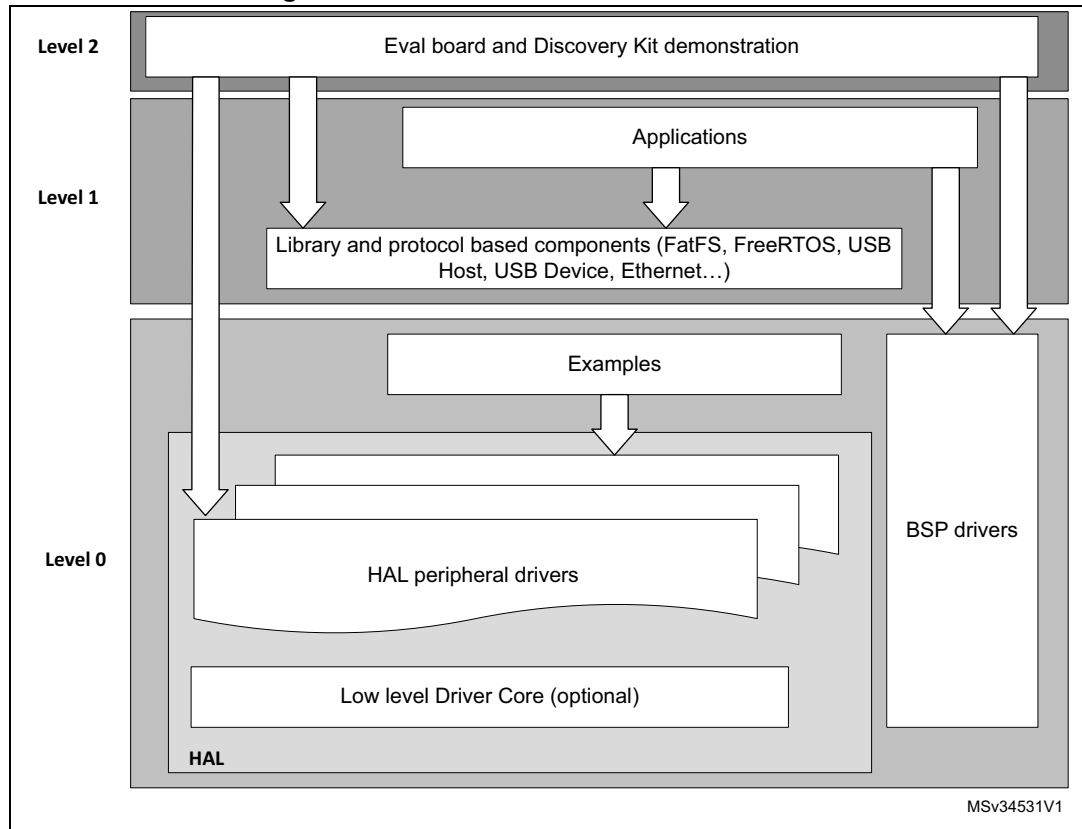 Level 2
Eval board and Discovery Kit demonstration
Applications
Level 1
Library and protocol based components (FatFS, FreeRTOS, USB
Host, USB Device, Ethernet…)
Examples
Level 0
HAL peripheral drivers
BSP drivers
Low level Driver Core (optional)
HAL
MSv34531V1